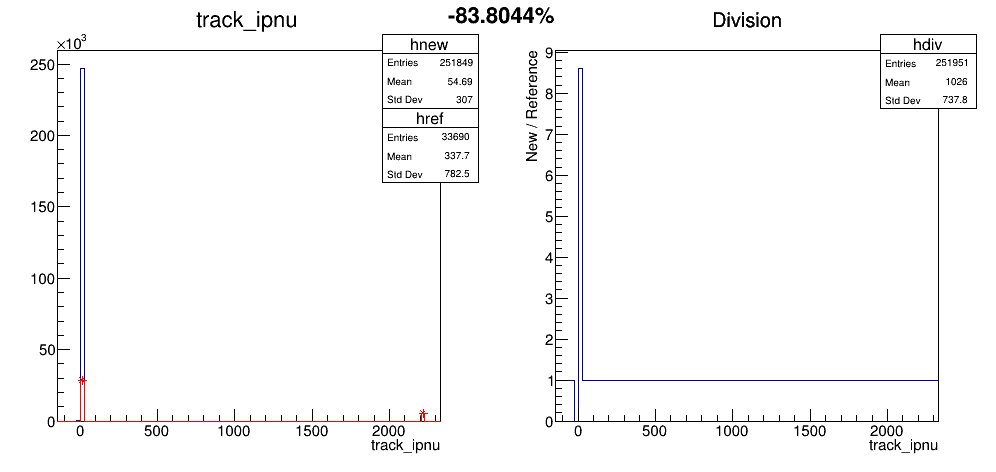 -83.8044%
track_ipnu
×10³
250
200
150
100
50
0
0 500 1000 1500 2000
track_ipnu
hnew
Entries 251849
Mean 54.69
Std Dev 307
href
Entries 33690
Mean 337.7
Std Dev 782.5
Division
New / Reference
9
8
7
6
5
4
3
2
1
0
0 500 1000 1500 2000
track_ipnu
hdiv
Entries 251951
Mean 1026
Std Dev 737.8